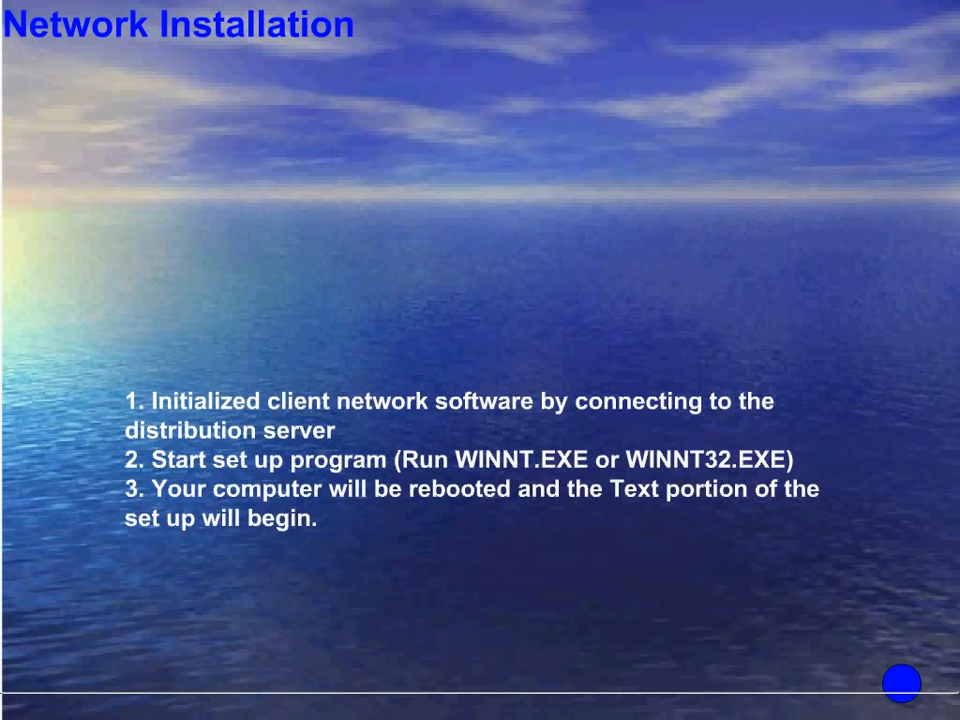 Network Installation
1. Initialized client network software by connecting to the
distribution server
2. Start set up program (Run WINNT.EXE or WINNT32.EXE)
3. Your computer will be rebooted and the Text portion of the
set up will begin.